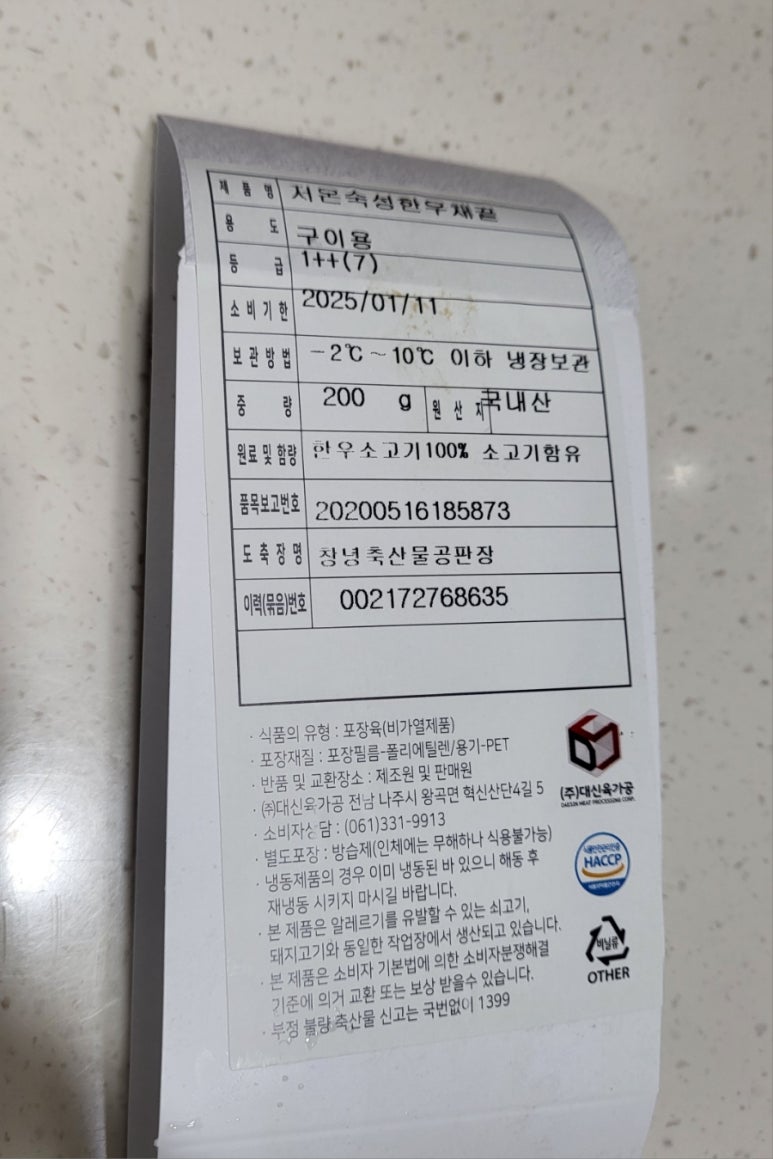 제 품 명 저온숙성한우채끝
용 도 구이용
등 급 1++(7)
소비기한 2025/01/11
보관방법 -2℃~10℃ 이하 냉장보관
중 량 200 g 원 산 지 국내산
원료 및 함량 한우소고기100% 소고기함유
품목보고번호 20200516185873
도 축 장 명 창녕축산물공판장
이력(묶음)번호 002172768635
· 식품의 유형 : 포장육(비가열제품)
· 포장재질 : 포장필름-폴리에틸렌/용기-PET
· 반품 및 교환장소 : 제조원 및 판매원
· ㈜대신육가공 전남 나주시 왕곡면 혁신산단4길 5
· 소비자상담 : (061)331-9913
· 별도포장 : 방습제(인체에는 무해하나 식용불가능)
· 냉동제품의 경우 이미 냉동된 바 있으니 해동 후
재냉동 시키지 마시길 바랍니다.
· 본 제품은 알레르기를 유발할 수 있는 쇠고기,
돼지고기와 동일한 작업장에서 생산되고 있습니다.
· 본 제품은 소비자 기본법에 의한 소비자분쟁해결
기준에 의거 교환 또는 보상 받을수 있습니다.
· 부정 불량 축산물 신고는 국번없이 1399
(주)대신육가공
DAESIN MEAT PROCESSING CORP.
HACCP
비닐류
OTHER